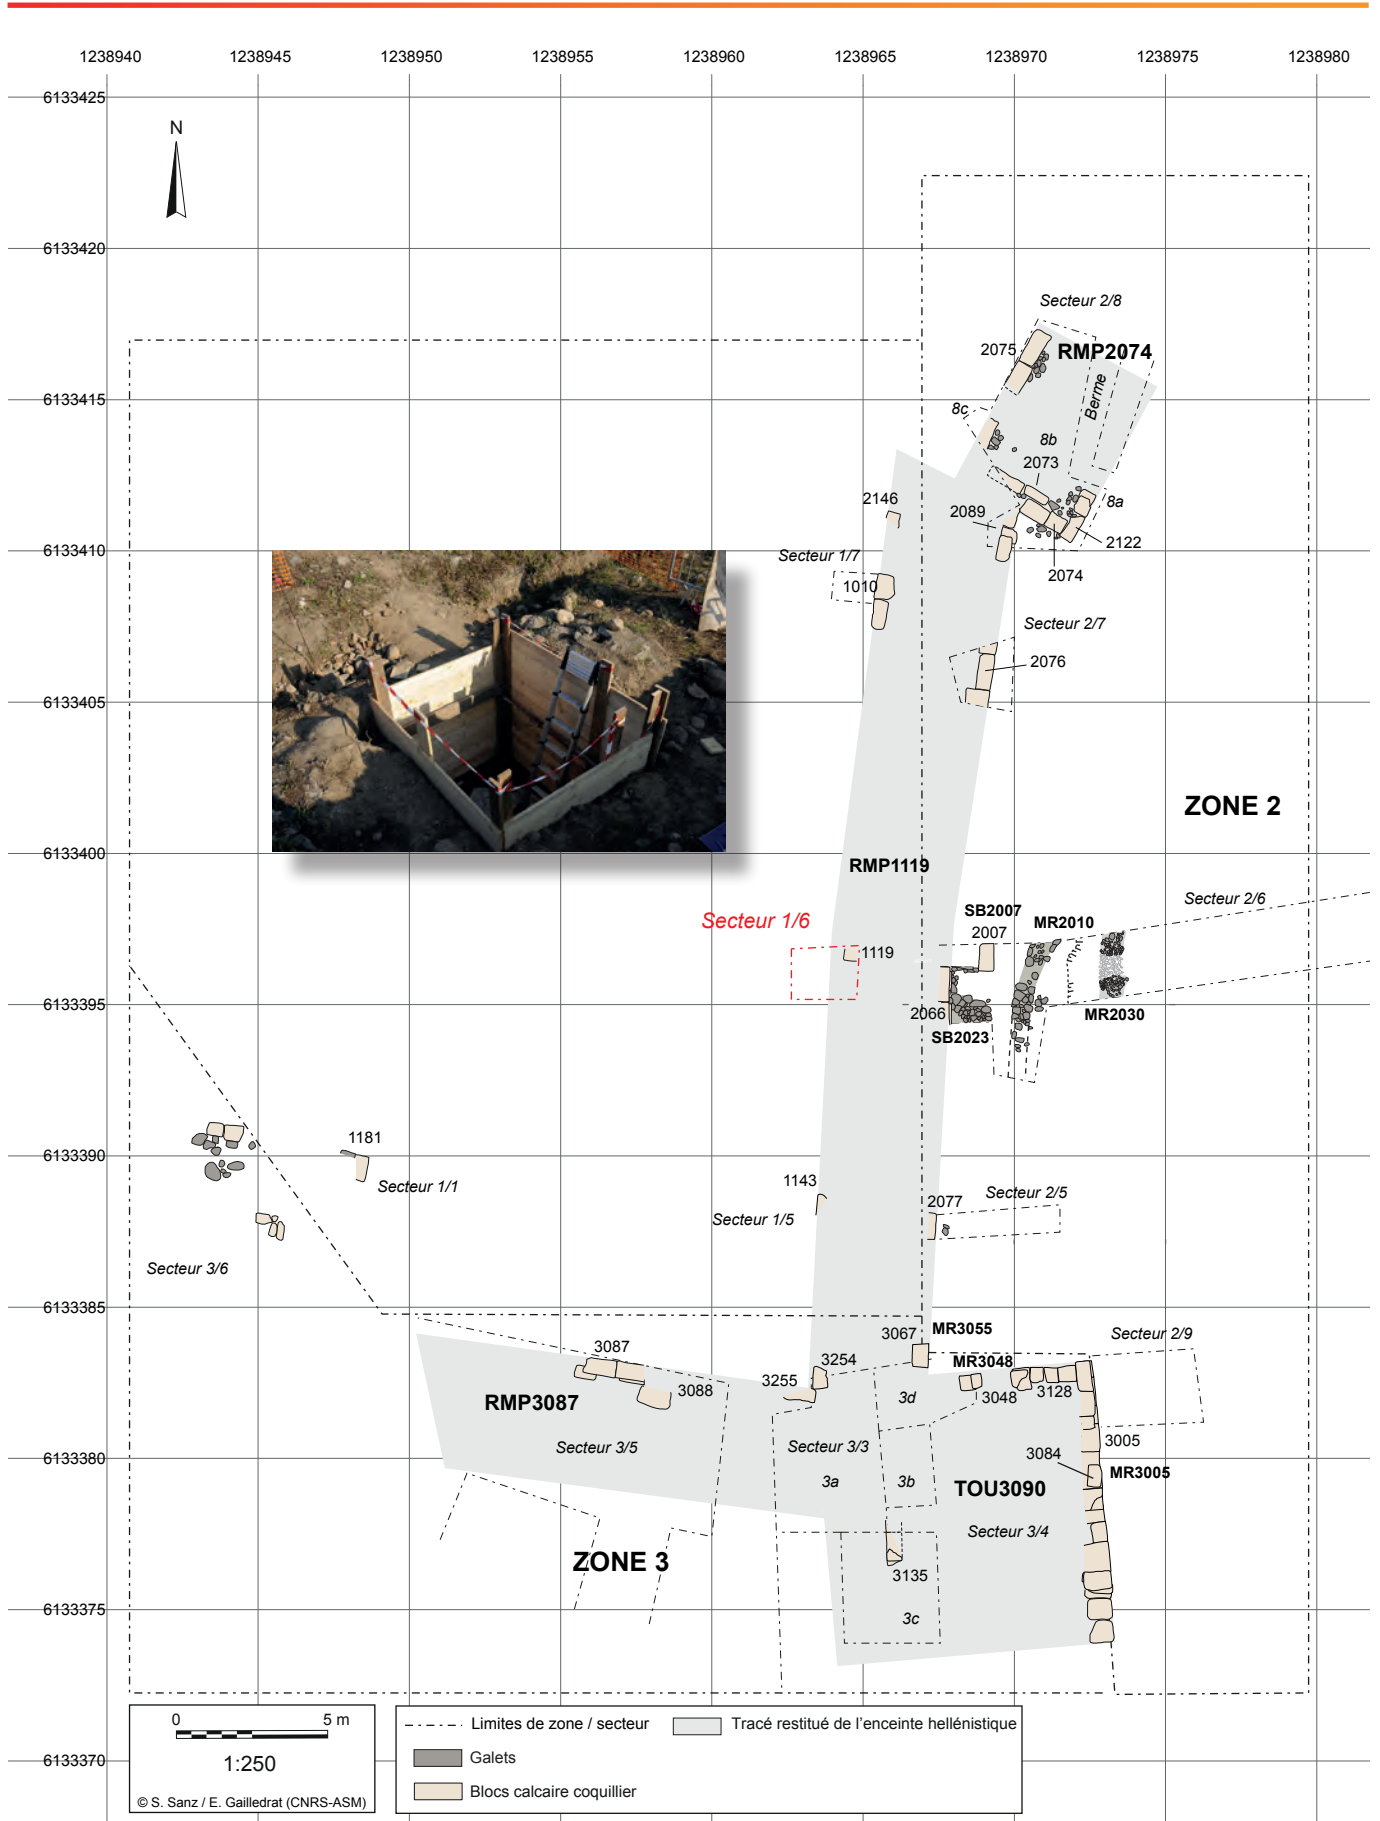 1238940 1238945 1238950 1238955 1238960 1238965 1238970 1238975 1238980
6133425
N
6133420
Secteur 2/8
2075
RMP2074
6133415
Berme
8c
8b
2073
2146
8a
2089
2122
6133410
Secteur 1/7
2074
1010
Secteur 2/7
2076
6133405
ZONE 2
6133400
RMP1119
Secteur 2/6
SB2007
Secteur 1/6
MR2010
2007
1119
6133395
2066
MR2030
SB2023
1181
6133390
Secteur 1/1
1143
2077
Secteur 2/5
Secteur 1/5
Secteur 3/6
6133385
3067
MR3055
Secteur 2/9
3087
3254
MR3048
3255
3088
3d
3048
3128
RMP3087
Secteur 3/5
Secteur 3/3
3005
6133380
3084
MR3005
3a
3b
TOU3090
Secteur 3/4
ZONE 3
3135
6133375
3c
0 5 m
1:250
© S. Sanz / E. Gailledrat (CNRS-ASM)
Limites de zone / secteur
Tracé restitué de l'enceinte hellénistique
Galets
Blocs calcaire coquillier
6133370